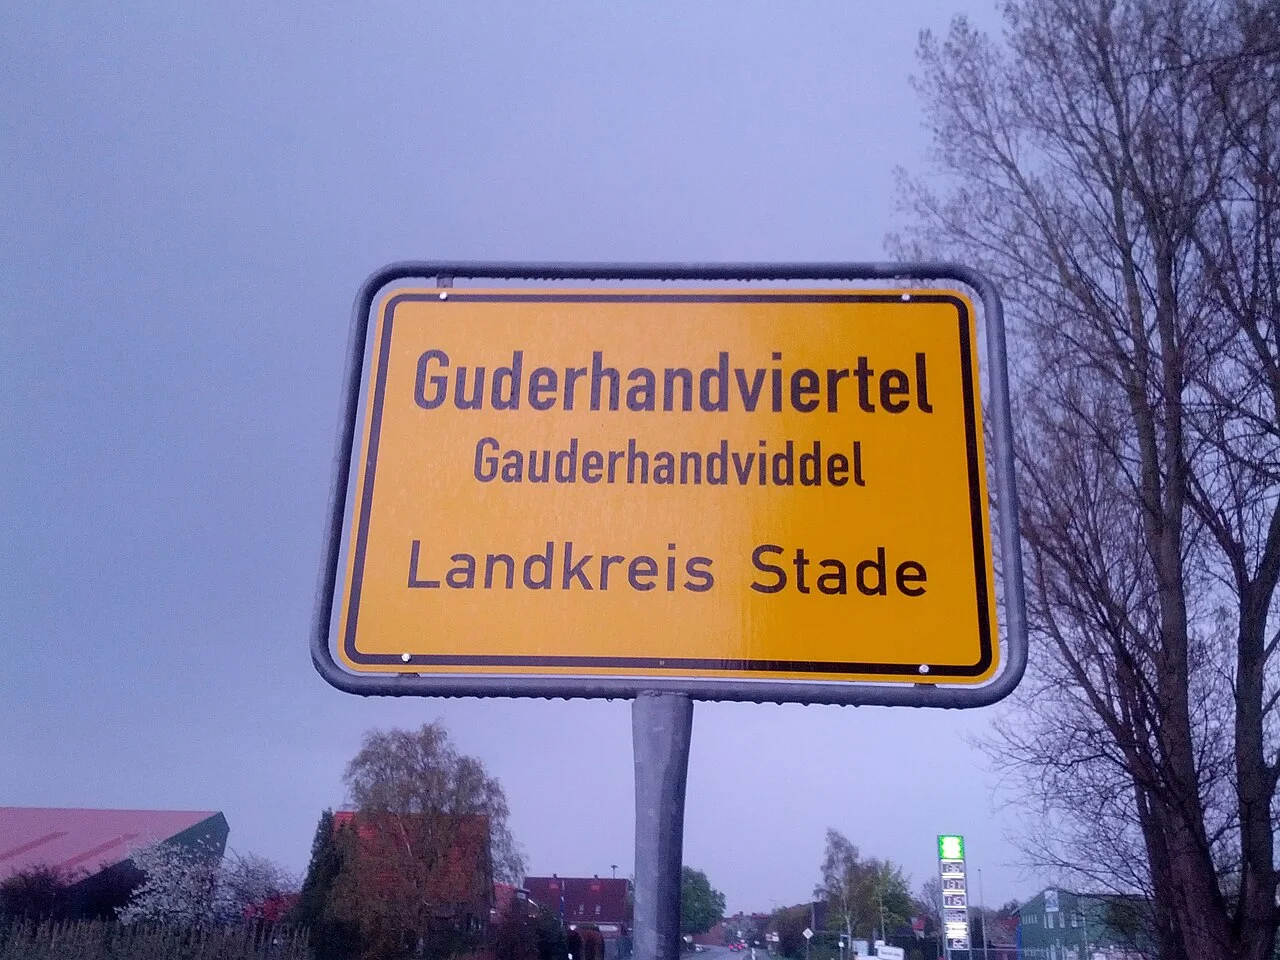 Guderhandviertel
Gauderhandviddel
Landkreis Stade